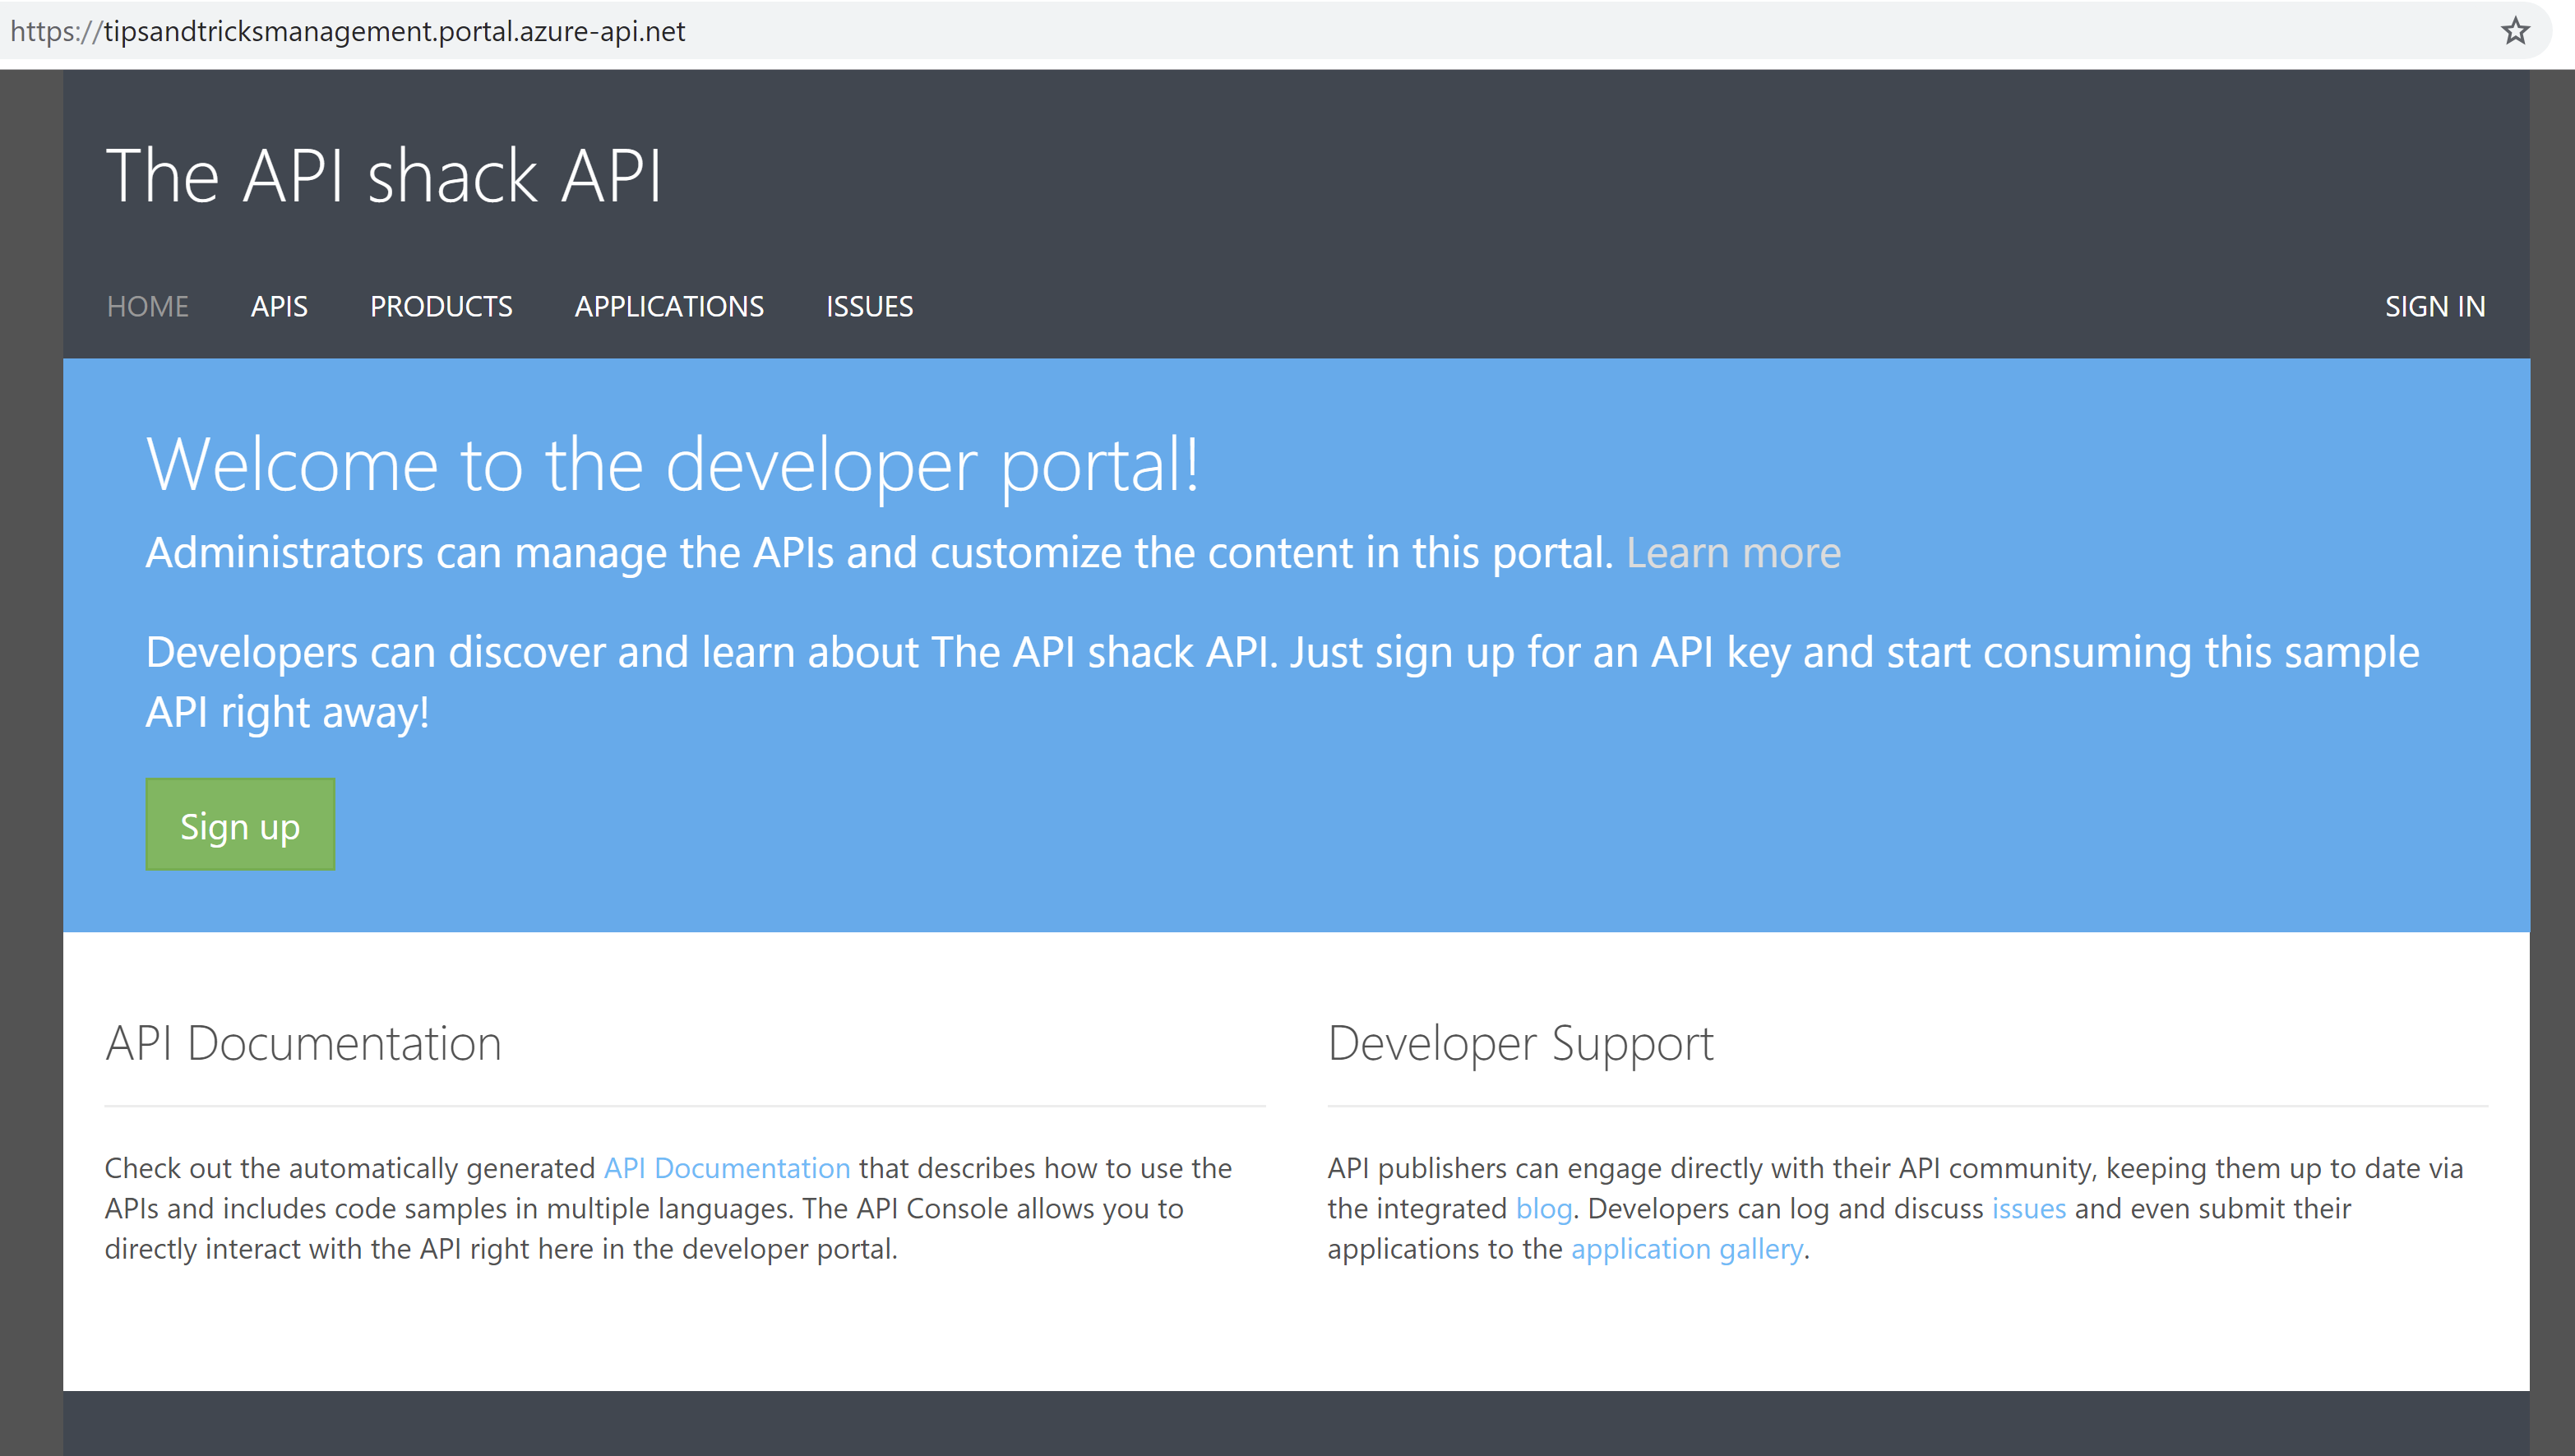 https://tipsandtricksmanagement.portal.azure-api.net
The API shack API
HOME APIS PRODUCTS APPLICATIONS ISSUES SIGN IN
Welcome to the developer portal!
Administrators can manage the APIs and customize the content in this portal. Learn more
Developers can discover and learn about The API shack API. Just sign up for an API key and start consuming this sample
API right away!
Sign up
API Documentation
Check out the automatically generated API Documentation that describes how to use the
APIs and includes code samples in multiple languages. The API Console allows you to
directly interact with the API right here in the developer portal.
Developer Support
API publishers can engage directly with their API community, keeping them up to date via
the integrated blog. Developers can log and discuss issues and even submit their
applications to the application gallery.